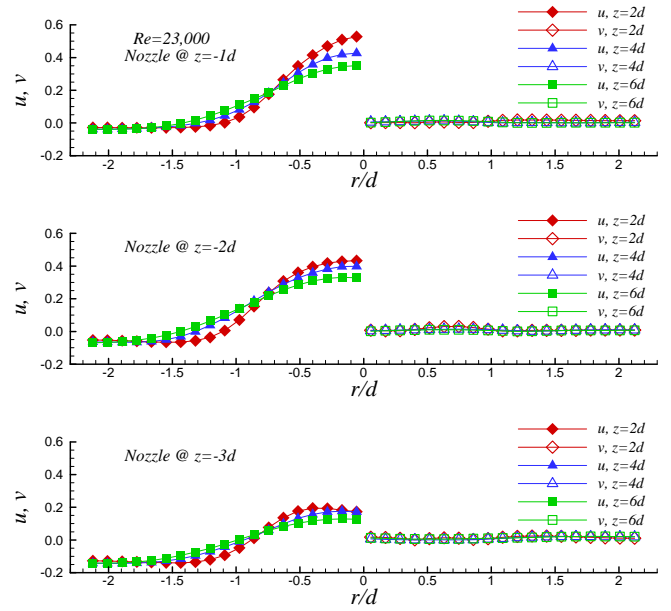 0.6
Re=23,000
Nozzle @ z=-1d
0.4
0.2
0.0
-0.2
u, v
-2 -1.5 -1 -0.5 0 0.5 1 1.5 2
r/d
u, z=2d
v, z=2d
u, z=4d
v, z=4d
u, z=6d
v, z=6d
0.6
Nozzle @ z=-2d
0.4
0.2
0.0
-0.2
u, v
-2 -1.5 -1 -0.5 0 0.5 1 1.5 2
r/d
u, z=2d
v, z=2d
u, z=4d
v, z=4d
u, z=6d
v, z=6d
0.6
Nozzle @ z=-3d
0.4
0.2
0.0
-0.2
u, v
-2 -1.5 -1 -0.5 0 0.5 1 1.5 2
r/d
u, z=2d
v, z=2d
u, z=4d
v, z=4d
u, z=6d
v, z=6d